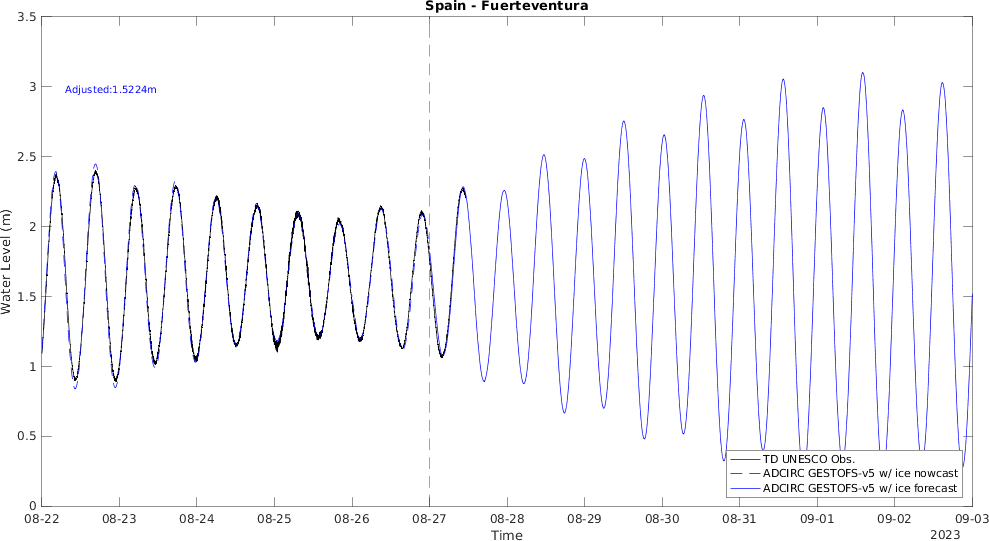 Spain - Fuerteventura
3.5
3
2.5
2
1.5
1
0.5
0
Water Level (m)
Adjusted:1.5224m
TD UNESCO Obs.
ADCIRC GESTOFS-v5 w/ ice nowcast
ADCIRC GESTOFS-v5 w/ ice forecast
08-22 08-23 08-24 08-25 08-26 08-27 08-28 08-29 08-30 08-31 09-01 09-02 09-03
Time
2023